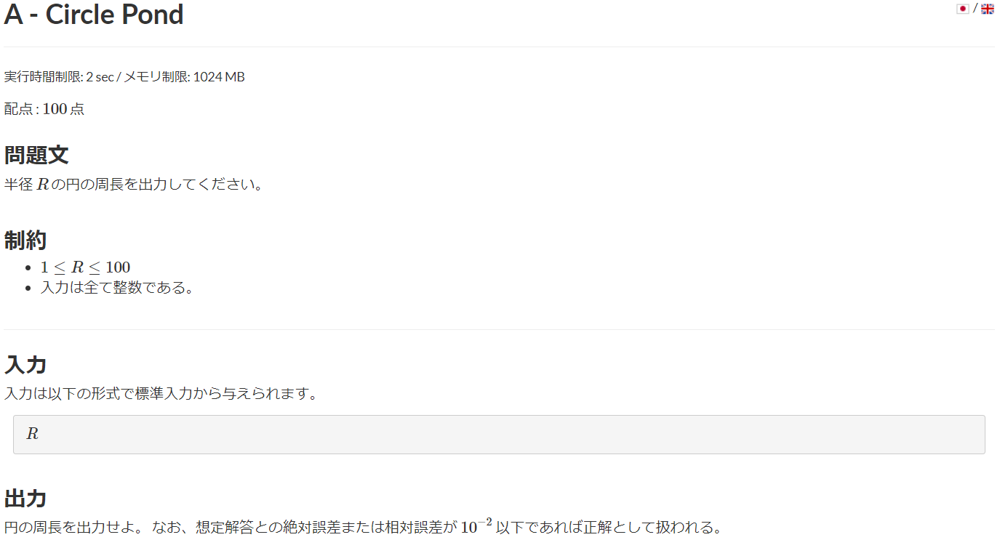 A - Circle Pond
/
実行時間制限: 2 sec / メモリ制限: 1024 MB
配点 : 100 点
問題文
半径 R の円の周長を出力してください。
制約
• 1 ≤ R ≤ 100
• 入力は全て整数である。
入力
入力は以下の形式で標準入力から与えられます。
R
出力
円の周長を出力せよ。 なお、想定解答との絶対誤差または相対誤差が 10⁻² 以下であれば正解として扱われる。